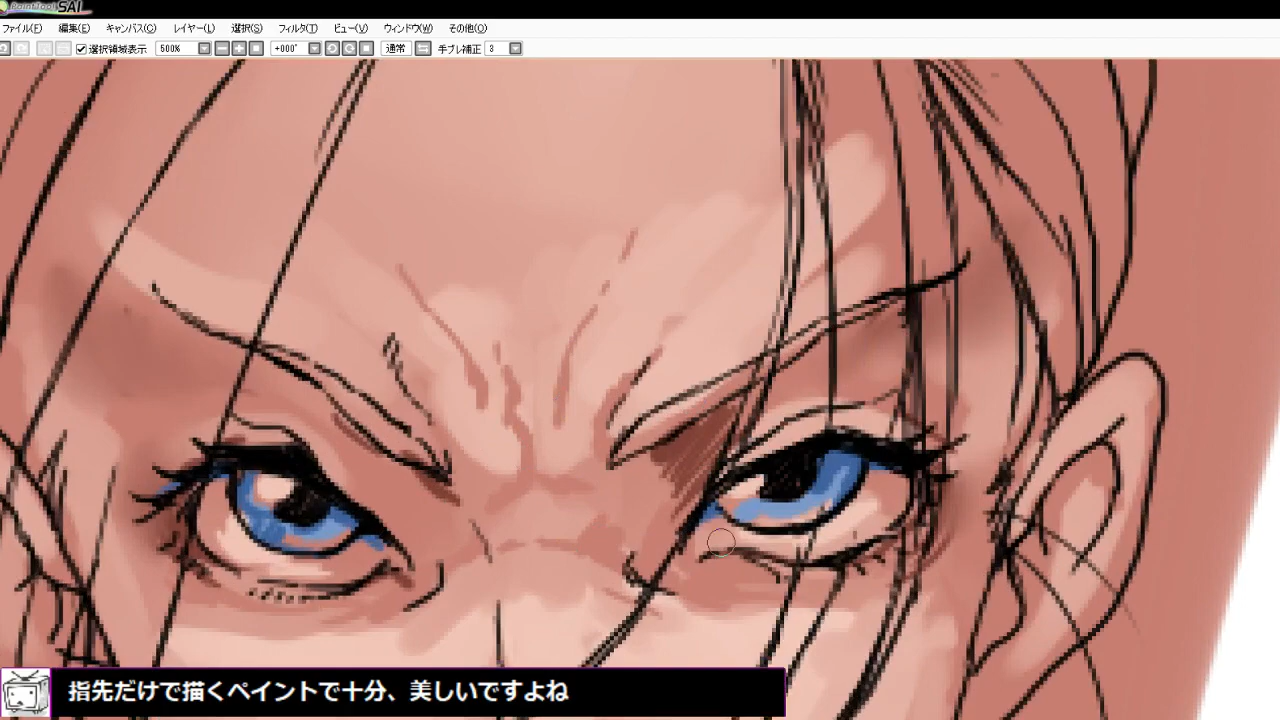 PaintTool SAI
ファイル(F) 編集(E) キャンバス(C) レイヤー(L) 選択(S) フィルタ(T) ビュー(V) ウィンドウ(W) その他(O)
選択領域表示 500% +000° 通常 手ブレ補正 3
指先だけで描くペイントで十分、美しいですよね